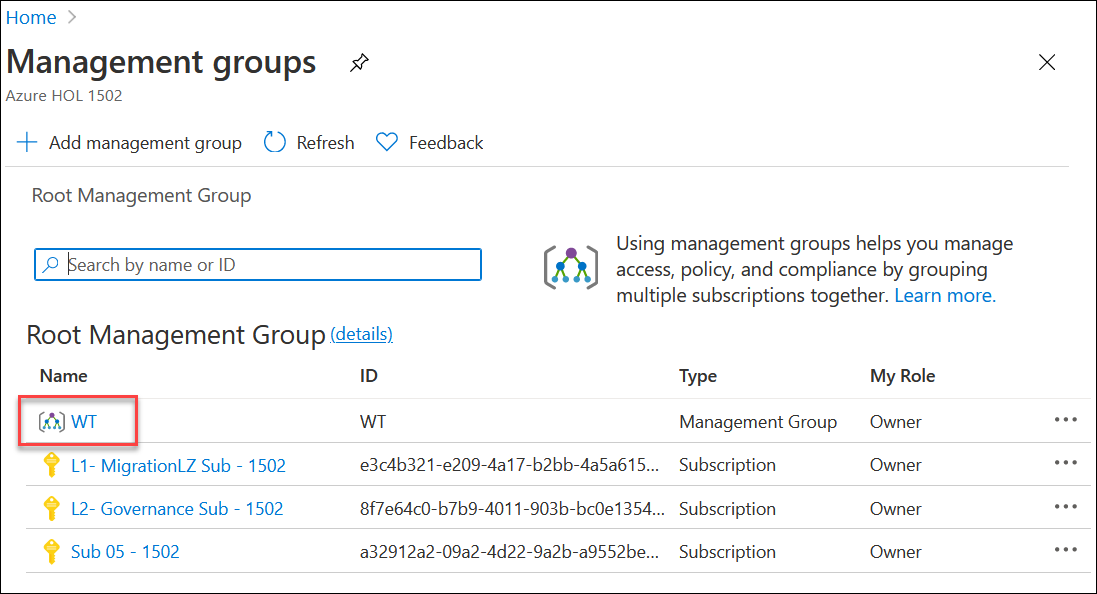 Home
Management groups
Azure HOL 1502
Add management group Refresh Feedback
Root Management Group
Search by name or ID
Using management groups helps you manage
access, policy, and compliance by grouping
multiple subscriptions together. Learn more.
Root Management Group (details)
Name ID Type My Role
WT WT Management Group Owner ...
L1- MigrationLZ Sub - 1502 e3c4b321-e209-4a17-b2bb-4a5a615... Subscription Owner ...
L2- Governance Sub - 1502 8f7e64c0-b7b9-4011-903b-bc0e1354... Subscription Owner ...
Sub 05 - 1502 a32912a2-09a2-4d22-9a2b-a9552be... Subscription Owner ...